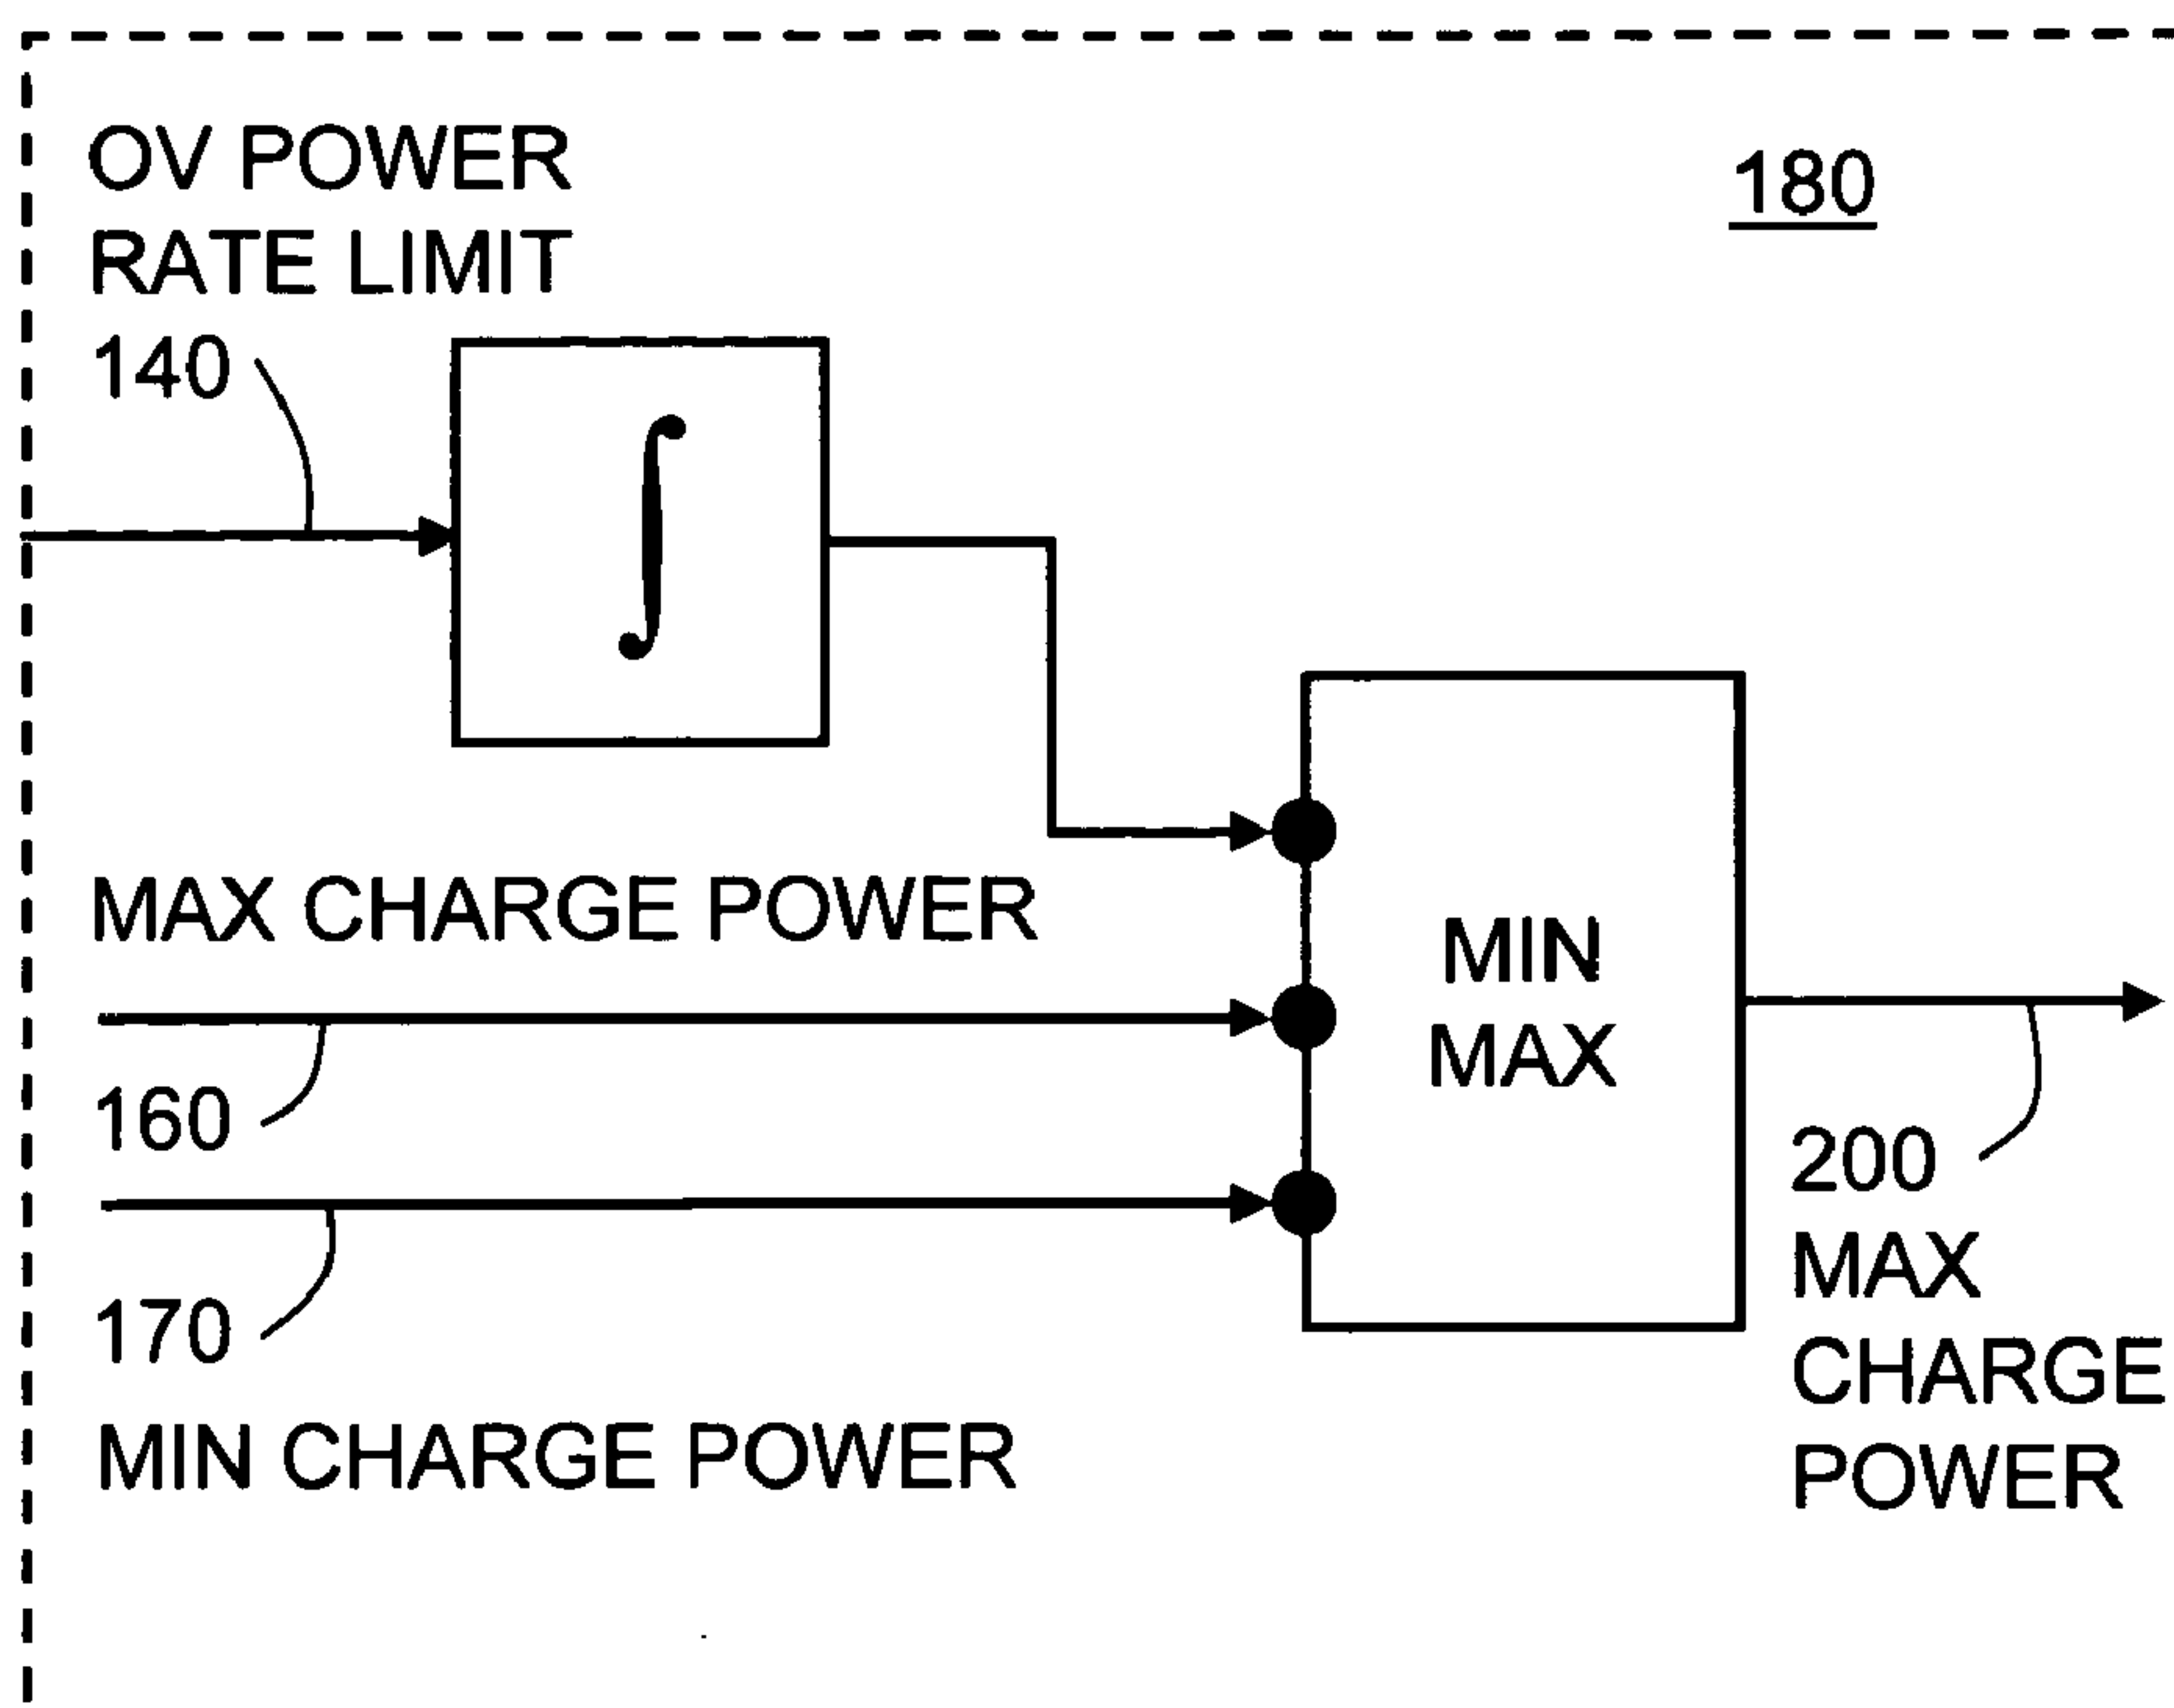 OV POWER
RATE LIMIT
140
180
∫
MAX CHARGE POWER
160
170
MIN CHARGE POWER
MIN
MAX
200
MAX
CHARGE
POWER